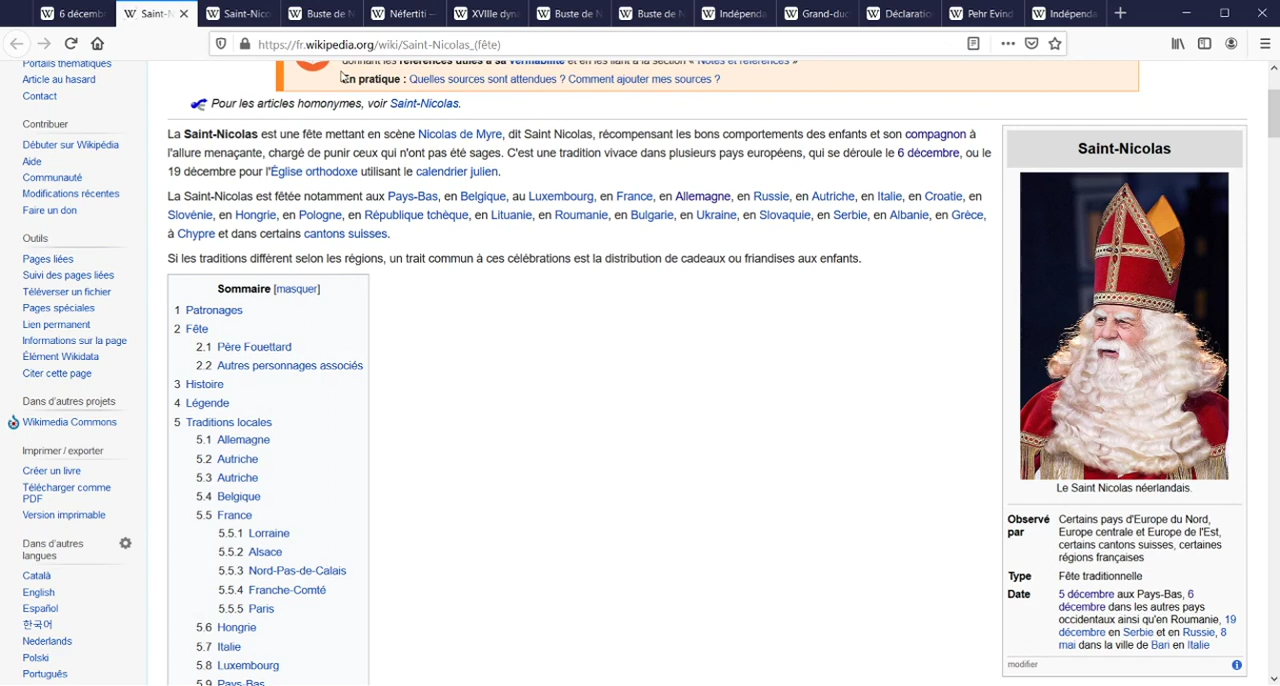 6 décemb
Saint-N
Saint-Nico
Buste de N
Néfertiti —
XVIIIe dyn
Buste de N
Buste de N
Indépenda
Grand-duc
Déclaratio
Pehr Evind
Indépenda
https://fr.wikipedia.org/wiki/Saint-Nicolas_(fête)
Portails thématiques
Article au hasard
Contact
Contribuer
Débuter sur Wikipédia
Aide
Communauté
Modifications récentes
Faire un don
Outils
Pages liées
Suivi des pages liées
Téléverser un fichier
Pages spéciales
Lien permanent
Informations sur la page
Élément Wikidata
Citer cette page
Dans d'autres projets
Wikimedia Commons
Imprimer / exporter
Créer un livre
Télécharger comme
PDF
Version imprimable
Dans d'autres
langues
Català
English
Español
한국어
Nederlands
Polski
Português
donnant les références utiles à sa vérifiabilité et en les liant à la section « Notes et références »
En pratique : Quelles sources sont attendues ? Comment ajouter mes sources ?
Pour les articles homonymes, voir Saint-Nicolas.
La Saint-Nicolas est une fête mettant en scène Nicolas de Myre, dit Saint Nicolas, récompensant les bons comportements des enfants et son compagnon à
l'allure menaçante, chargé de punir ceux qui n'ont pas été sages. C'est une tradition vivace dans plusieurs pays européens, qui se déroule le 6 décembre, ou le
19 décembre pour l'Église orthodoxe utilisant le calendrier julien.
La Saint-Nicolas est fêtée notamment aux Pays-Bas, en Belgique, au Luxembourg, en France, en Allemagne, en Russie, en Autriche, en Italie, en Croatie, en
Slovénie, en Hongrie, en Pologne, en République tchèque, en Lituanie, en Roumanie, en Bulgarie, en Ukraine, en Slovaquie, en Serbie, en Albanie, en Grèce,
à Chypre et dans certains cantons suisses.
Si les traditions diffèrent selon les régions, un trait commun à ces célébrations est la distribution de cadeaux ou friandises aux enfants.
Sommaire [masquer]
1 Patronages
2 Fête
2.1 Père Fouettard
2.2 Autres personnages associés
3 Histoire
4 Légende
5 Traditions locales
5.1 Allemagne
5.2 Autriche
5.3 Autriche
5.4 Belgique
5.5 France
5.5.1 Lorraine
5.5.2 Alsace
5.5.3 Nord-Pas-de-Calais
5.5.4 Franche-Comté
5.5.5 Paris
5.6 Hongrie
5.7 Italie
5.8 Luxembourg
5.9 Pays-Bas
Saint-Nicolas
Le Saint Nicolas néerlandais.
Observé par Certains pays d'Europe du Nord,
Europe centrale et Europe de l'Est,
certains cantons suisses, certaines
régions françaises
Type Fête traditionnelle
Date 5 décembre aux Pays-Bas, 6
décembre dans les autres pays
occidentaux ainsi qu'en Roumanie, 19
décembre en Serbie et en Russie, 8
mai dans la ville de Bari en Italie
modifier